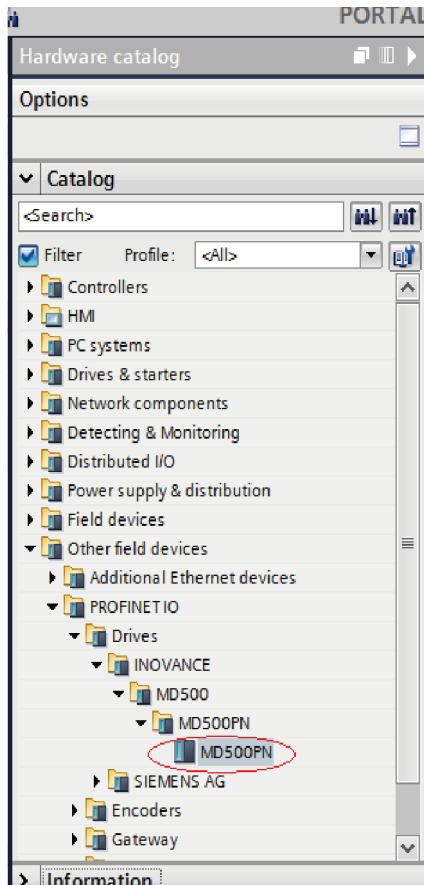 PORTAL
Hardware catalog
Options
Catalog
<Search>
Filter Profile: <All>
Controllers
HMI
PC systems
Drives & starters
Network components
Detecting & Monitoring
Distributed I/O
Power supply & distribution
Field devices
Other field devices
Additional Ethernet devices
PROFINET IO
Drives
INOVANCE
MD500
MD500PN
MD500PN
SIEMENS AG
Encoders
Gateway
Information